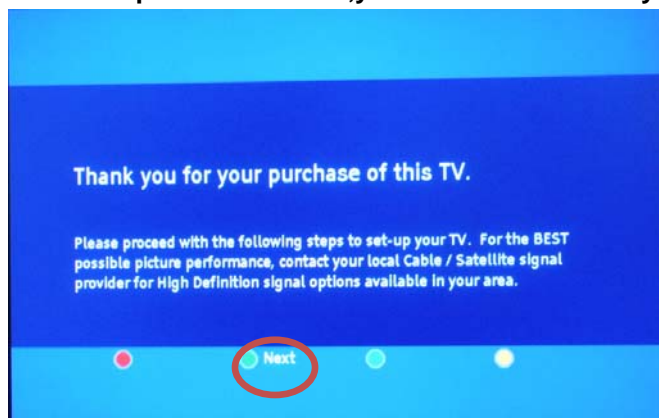 Thank you for your purchase of this TV.
Please proceed with the following steps to set-up your TV. For the BEST
possible picture performance, contact your local Cable / Satellite signal
provider for High Definition signal options available in your area.
Next